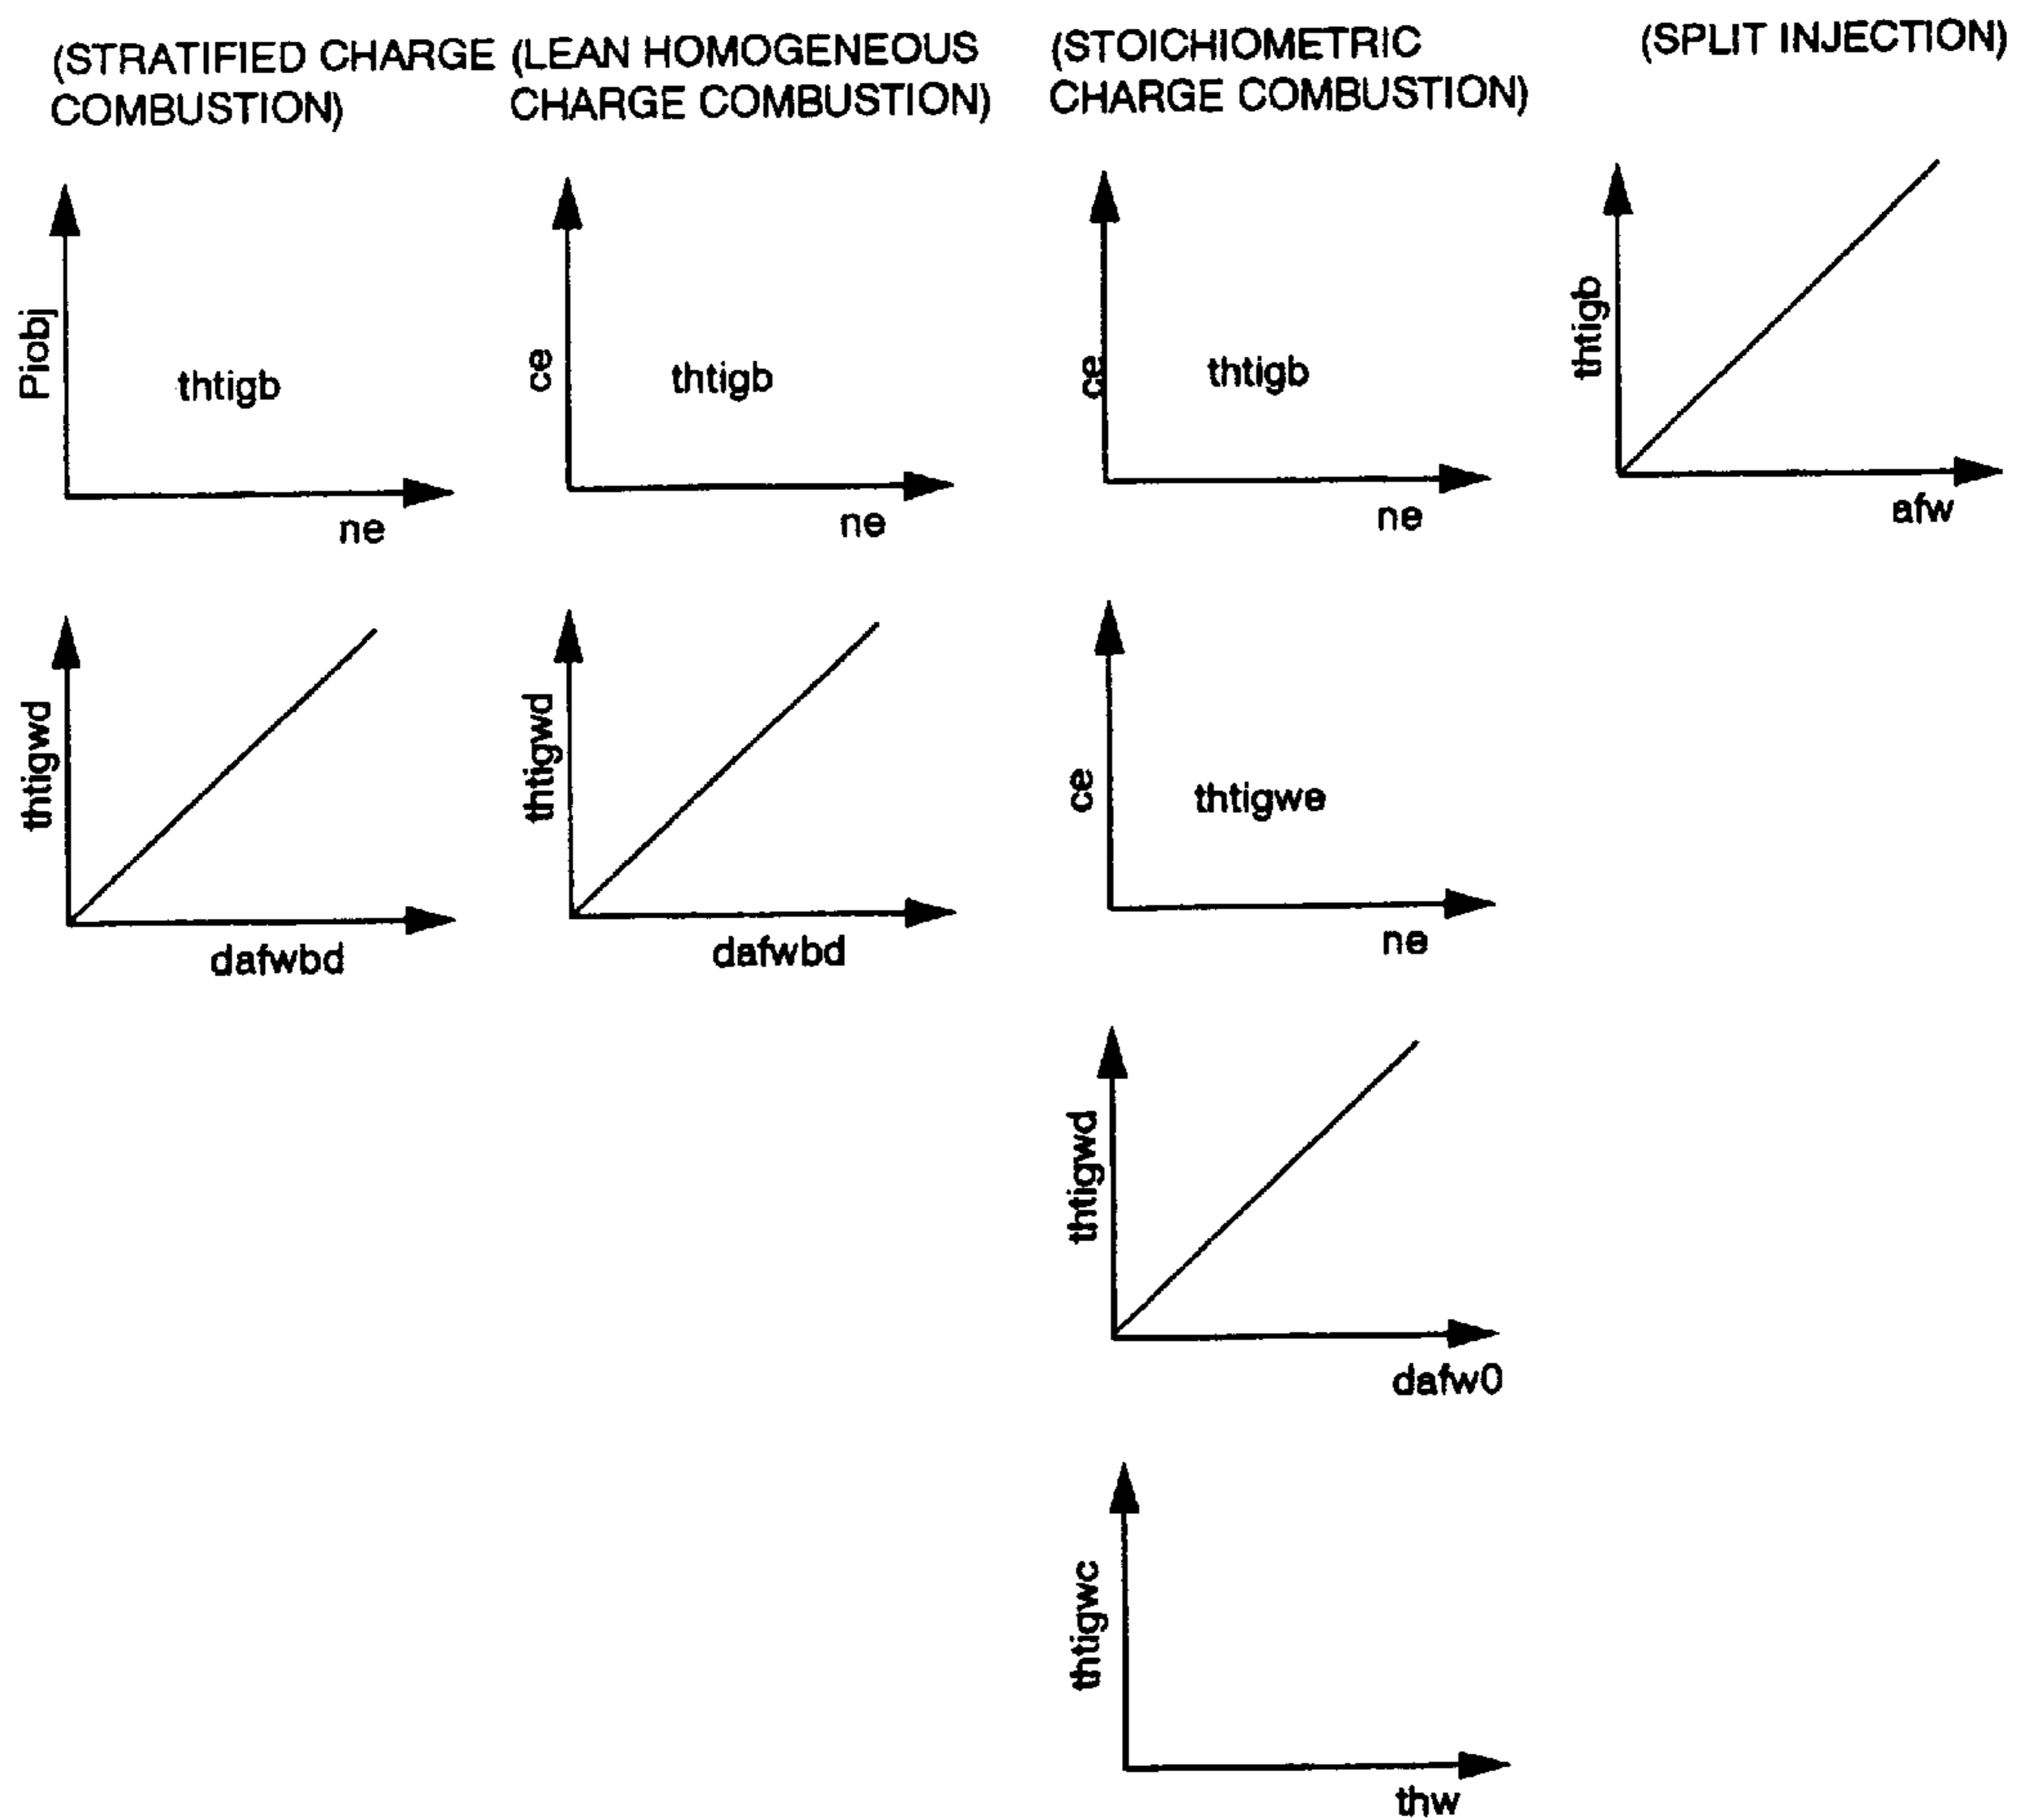 (STRATIFIED CHARGE
COMBUSTION)
(LEAN HOMOGENEOUS
CHARGE COMBUSTION)
(STOICHIOMETRIC
CHARGE COMBUSTION)
(SPLIT INJECTION)
Piobj
thtigb
ne
ce
thtigb
ne
ce
thtigb
ne
thtigb
afw
thtigwd
dafwbd
thtigwd
dafwbd
ce
thtigwe
ne
thtigwd
dafw0
thtigwc
thw